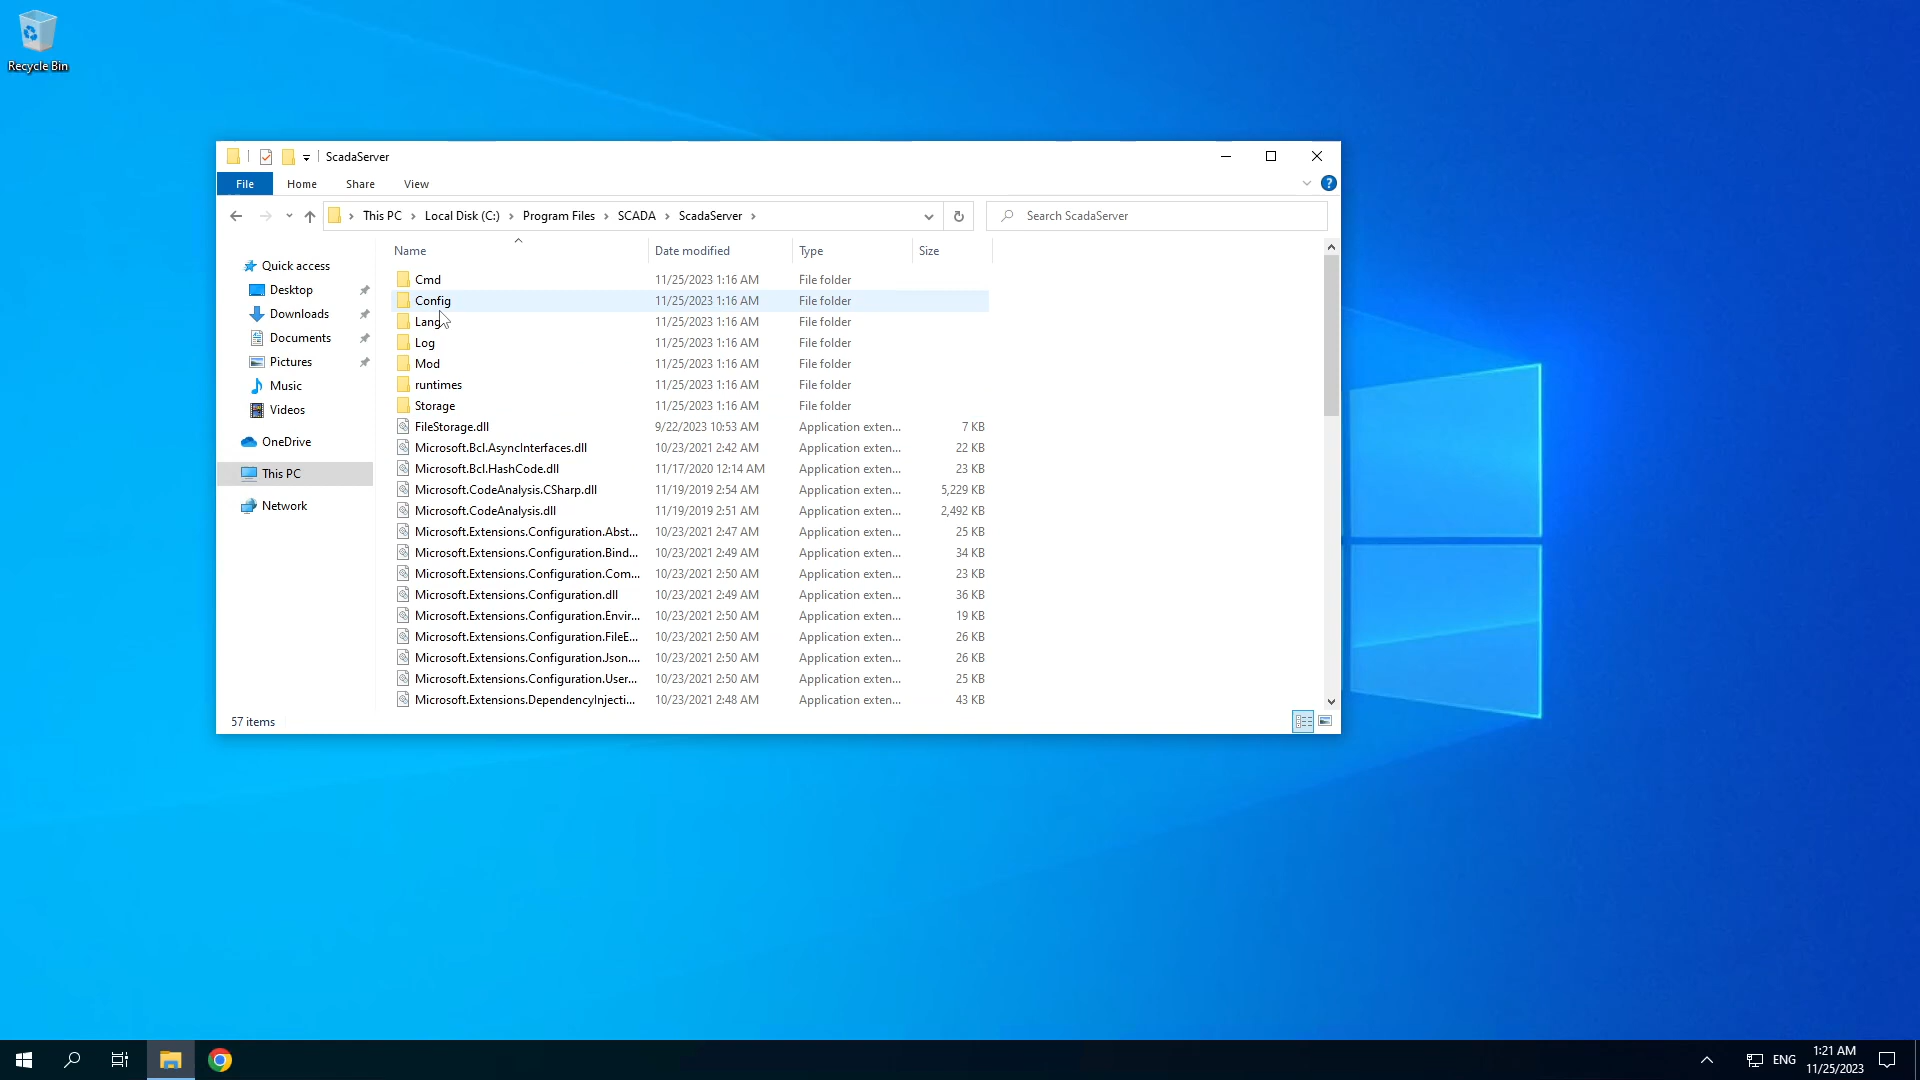 Recycle Bin
ScadaServer
File Home Share View
This PC Local Disk (C:) Program Files SCADA ScadaServer Search ScadaServer
Name Date modified Type Size
Quick access
Desktop
Downloads
Documents
Pictures
Music
Videos
OneDrive
This PC
Network
Cmd 11/25/2023 1:16 AM File folder
Config 11/25/2023 1:16 AM File folder
Lang 11/25/2023 1:16 AM File folder
Log 11/25/2023 1:16 AM File folder
Mod 11/25/2023 1:16 AM File folder
runtimes 11/25/2023 1:16 AM File folder
Storage 11/25/2023 1:16 AM File folder
FileStorage.dll 9/22/2023 10:53 AM Application exten... 7 KB
Microsoft.Bcl.AsyncInterfaces.dll 10/23/2021 2:42 AM Application exten... 22 KB
Microsoft.Bcl.HashCode.dll 11/17/2020 12:14 AM Application exten... 23 KB
Microsoft.CodeAnalysis.CSharp.dll 11/19/2019 2:54 AM Application exten... 5,229 KB
Microsoft.CodeAnalysis.dll 11/19/2019 2:51 AM Application exten... 2,492 KB
Microsoft.Extensions.Configuration.Abst... 10/23/2021 2:47 AM Application exten... 25 KB
Microsoft.Extensions.Configuration.Bind... 10/23/2021 2:49 AM Application exten... 34 KB
Microsoft.Extensions.Configuration.Com... 10/23/2021 2:50 AM Application exten... 23 KB
Microsoft.Extensions.Configuration.dll 10/23/2021 2:49 AM Application exten... 36 KB
Microsoft.Extensions.Configuration.Envir... 10/23/2021 2:50 AM Application exten... 19 KB
Microsoft.Extensions.Configuration.FileE... 10/23/2021 2:50 AM Application exten... 26 KB
Microsoft.Extensions.Configuration.Json.... 10/23/2021 2:50 AM Application exten... 26 KB
Microsoft.Extensions.Configuration.User... 10/23/2021 2:50 AM Application exten... 25 KB
Microsoft.Extensions.DependencyInjecti... 10/23/2021 2:48 AM Application exten... 43 KB
57 items
ENG
1:21 AM
11/25/2023